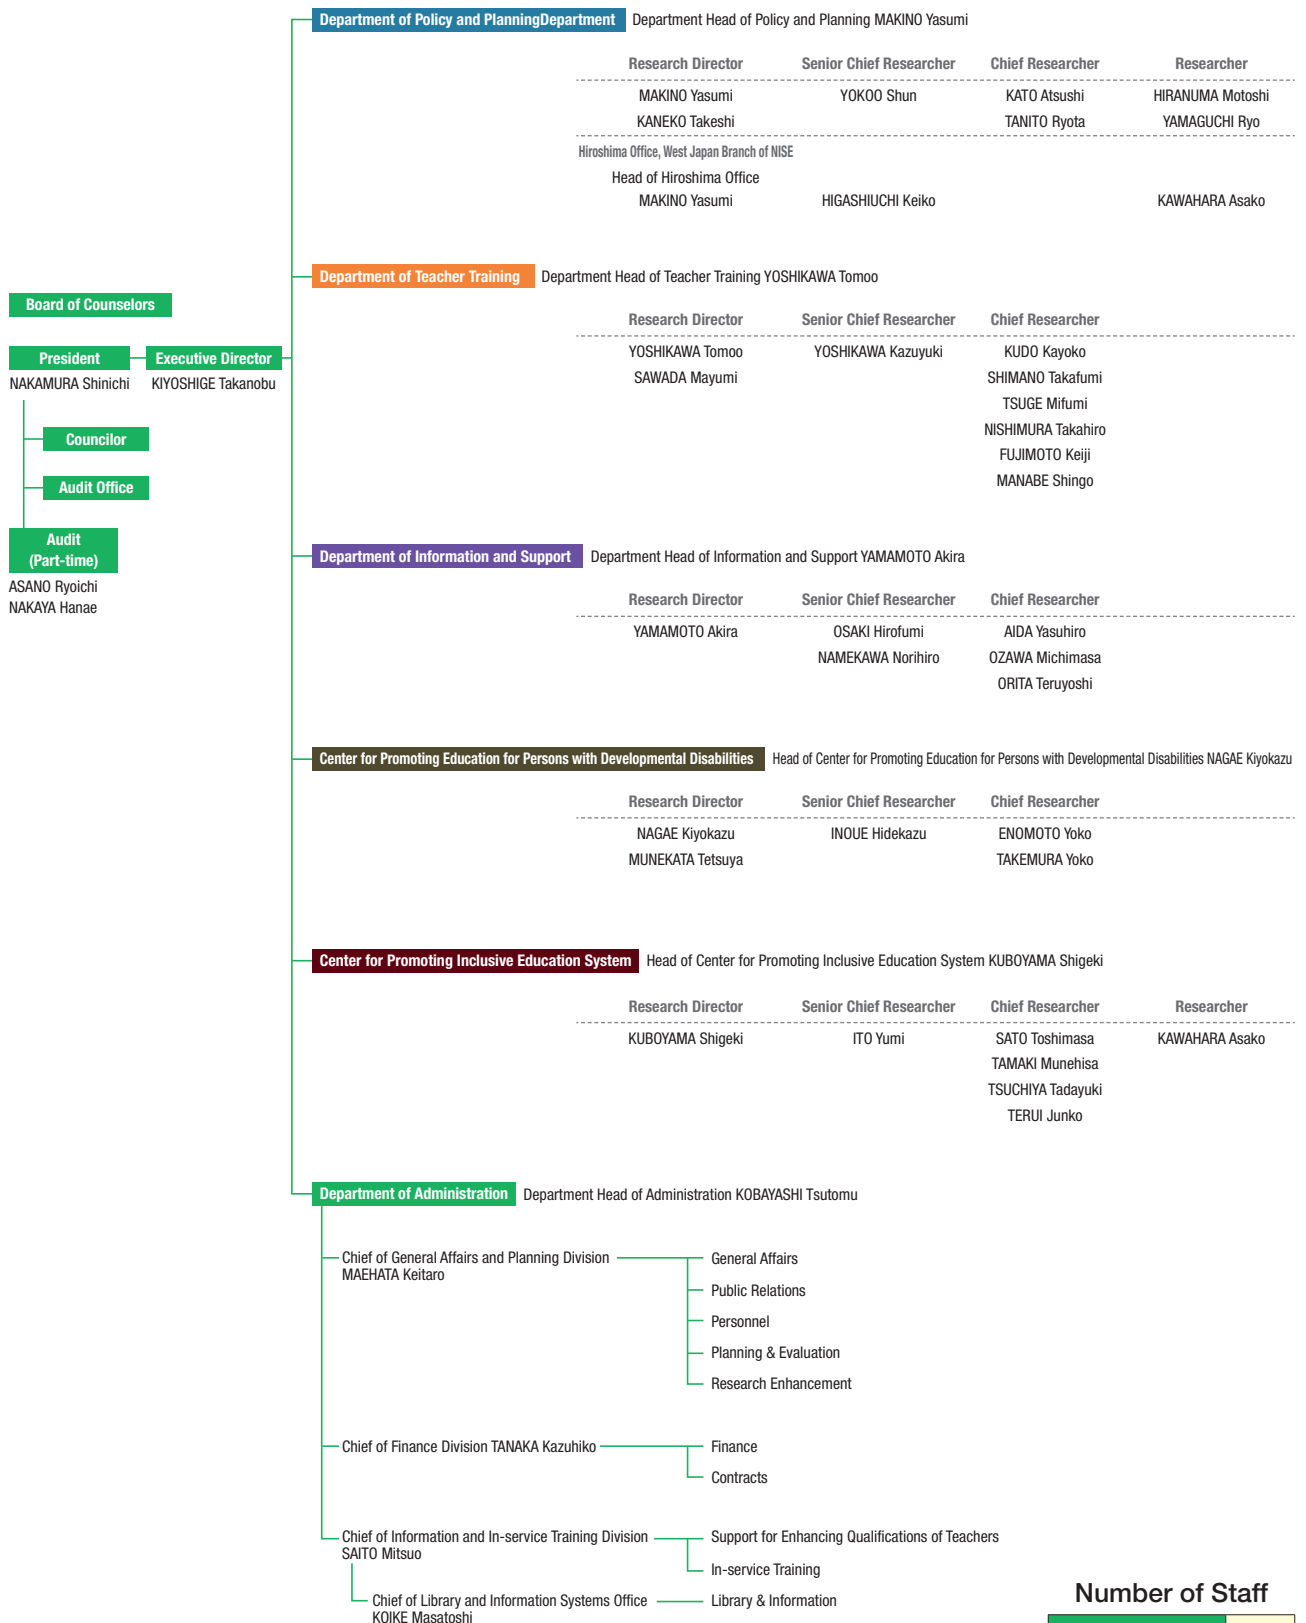 Department of Policy and PlanningDepartment Department Head of Policy and Planning MAKINO Yasumi
Research Director Senior Chief Researcher Chief Researcher Researcher
MAKINO Yasumi YOKOO Shun KATO Atsushi HIRANUMA Motoshi
KANEKO Takeshi TANITO Ryota YAMAGUCHI Ryo
Hiroshima Office, West Japan Branch of NISE
Head of Hiroshima Office
MAKINO Yasumi HIGASHIUCHI Keiko KAWAHARA Asako
Board of Counselors
President Executive Director
NAKAMURA Shinichi KIYOSHIGE Takanobu
Councilor
Audit Office
Audit
(Part-time)
ASANO Ryoichi
NAKAYA Hanae
Department of Teacher Training Department Head of Teacher Training YOSHIKAWA Tomoo
Research Director Senior Chief Researcher Chief Researcher
YOSHIKAWA Tomoo YOSHIKAWA Kazuyuki KUDO Kayoko
SAWADA Mayumi SHIMANO Takafumi
TSUGE Mifumi
NISHIMURA Takahiro
FUJIMOTO Keiji
MANABE Shingo
Department of Information and Support Department Head of Information and Support YAMAMOTO Akira
Research Director Senior Chief Researcher Chief Researcher
YAMAMOTO Akira OSAKI Hirofumi AIDA Yasuhiro
NAMEKAWA Norihiro OZAWA Michimasa
ORITA Teruyoshi
Center for Promoting Education for Persons with Developmental Disabilities Head of Center for Promoting Education for Persons with Developmental Disabilities NAGAE Kiyokazu
Research Director Senior Chief Researcher Chief Researcher
NAGAE Kiyokazu INOUE Hidekazu ENOMOTO Yoko
MUNEKATA Tetsuya TAKEMURA Yoko
Center for Promoting Inclusive Education System Head of Center for Promoting Inclusive Education System KUBOYAMA Shigeki
Research Director Senior Chief Researcher Chief Researcher Researcher
KUBOYAMA Shigeki ITO Yumi SATO Toshimasa KAWAHARA Asako
TAMAKI Munehisa
TSUCHIYA Tadayuki
TERUI Junko
Department of Administration Department Head of Administration KOBAYASHI Tsutomu
Chief of General Affairs and Planning Division General Affairs
MAEHATA Keitaro
Public Relations
Personnel
Planning & Evaluation
Research Enhancement
Chief of Finance Division TANAKA Kazuhiko Finance
Contracts
Chief of Information and In-service Training Division Support for Enhancing Qualifications of Teachers
SAITO Mitsuo
In-service Training
Chief of Library and Information Systems Office Library & Information
KOIKE Masatoshi
Number of Staff